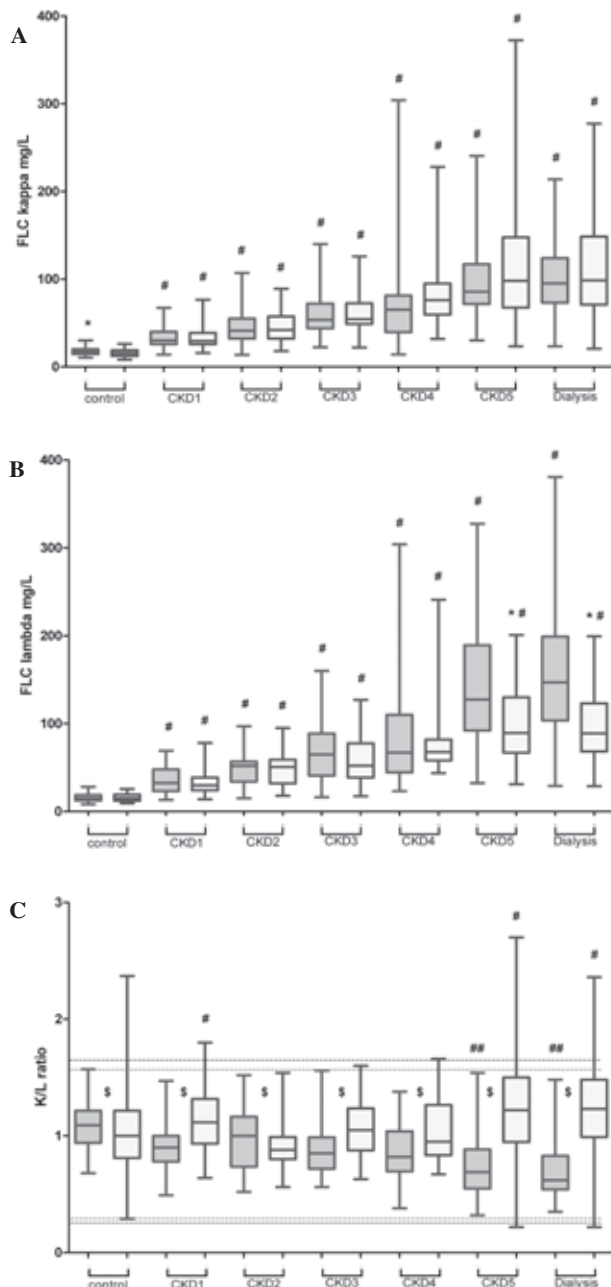 A
FLC kappa mg/L
400
300
200
100
0
* # # # # # # # # # # # #
control CKD1 CKD2 CKD3 CKD4 CKD5 Dialysis
B
FLC lambda mg/L
400
300
200
100
0
# # # # # # # # # * # # * #
control CKD1 CKD2 CKD3 CKD4 CKD5 Dialysis
C
K/L ratio
3
2
1
0
# ## # ## #
$ $ $ $ $ $ $
control CKD1 CKD2 CKD3 CKD4 CKD5 Dialysis